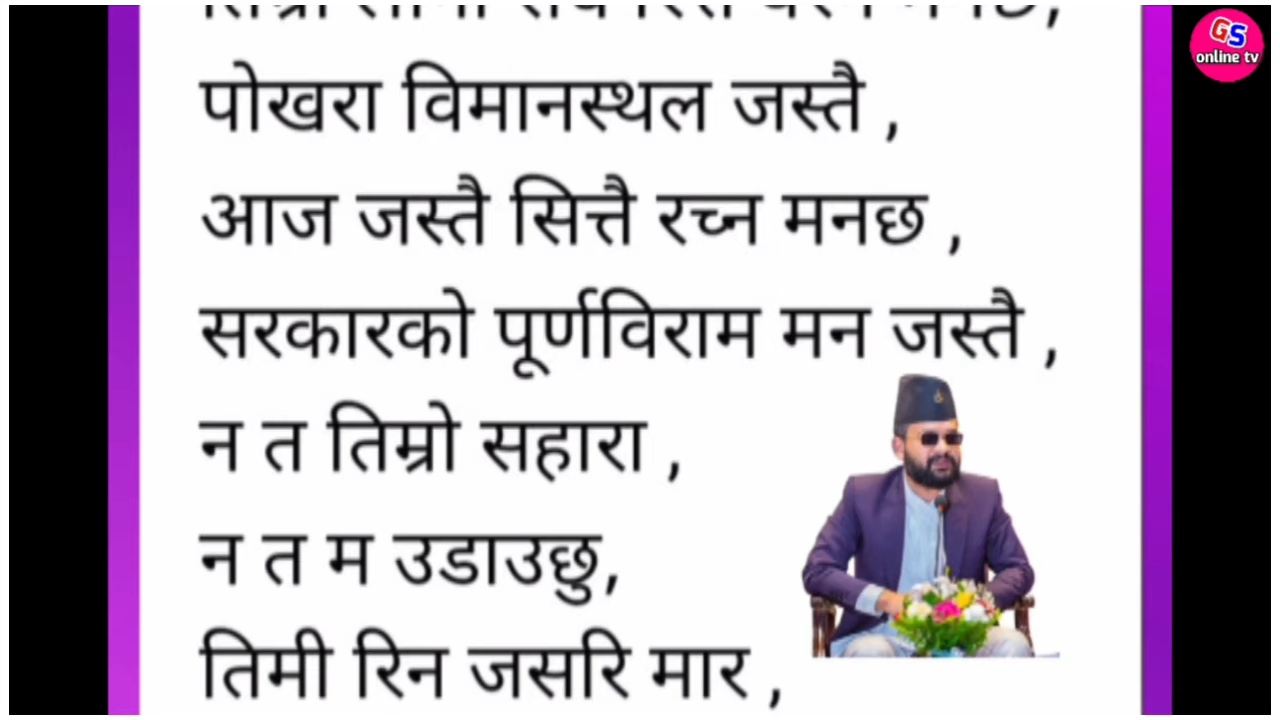 पोखरा विमानस्थल जस्तै ,
आज जस्तै सित्तै रच्न मनछ ,
सरकारको पूर्णविराम मन जस्तै ,
न त तिम्रो सहारा ,
न त म उडाउछु,
तिमी रिन जसरि मार ,
GS
online tv